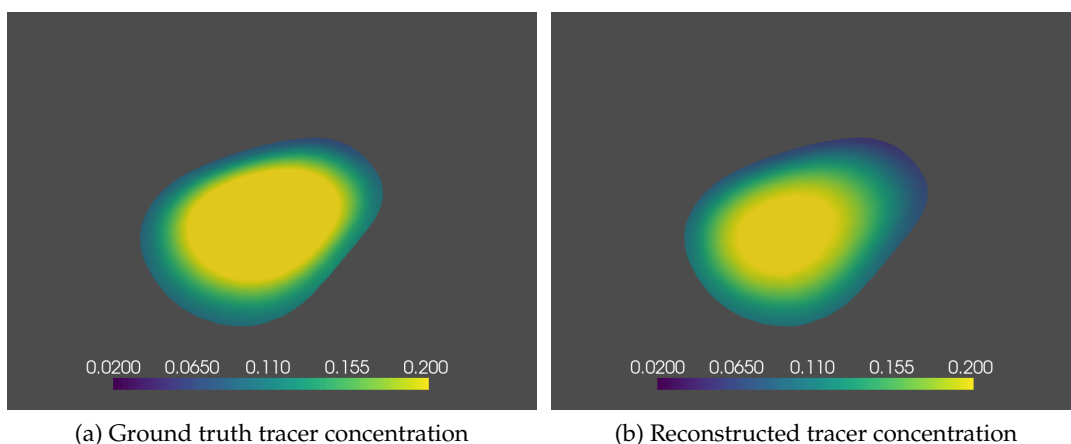 0.0200 0.0650 0.110 0.155 0.200
0.0200 0.0650 0.110 0.155 0.200
(a) Ground truth tracer concentration
(b) Reconstructed tracer concentration